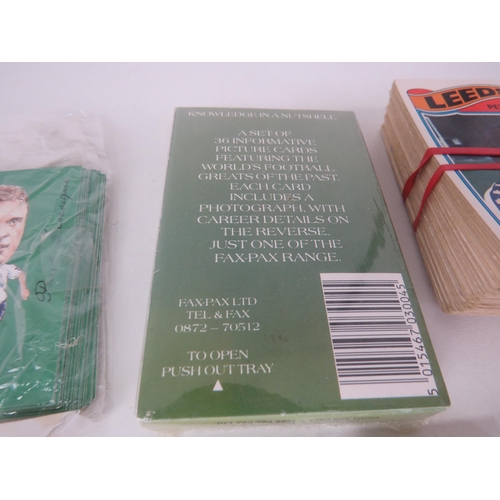 KNOWLEDGE IN A NUTSHELL
A SET OF
36 INFORMATIVE
PICTURE CARDS
FEATURING THE
WORLD'S FOOTBALL
GREATS OF THE PAST.
EACH CARD
INCLUDES A
PHOTOGRAPH, WITH
CAREER DETAILS ON
THE REVERSE.
JUST ONE OF THE
FAX-PAX RANGE.
FAX-PAX LTD
TEL & FAX
0872 – 70512
TO OPEN
PUSH OUT TRAY
5 015467 030045
LEED